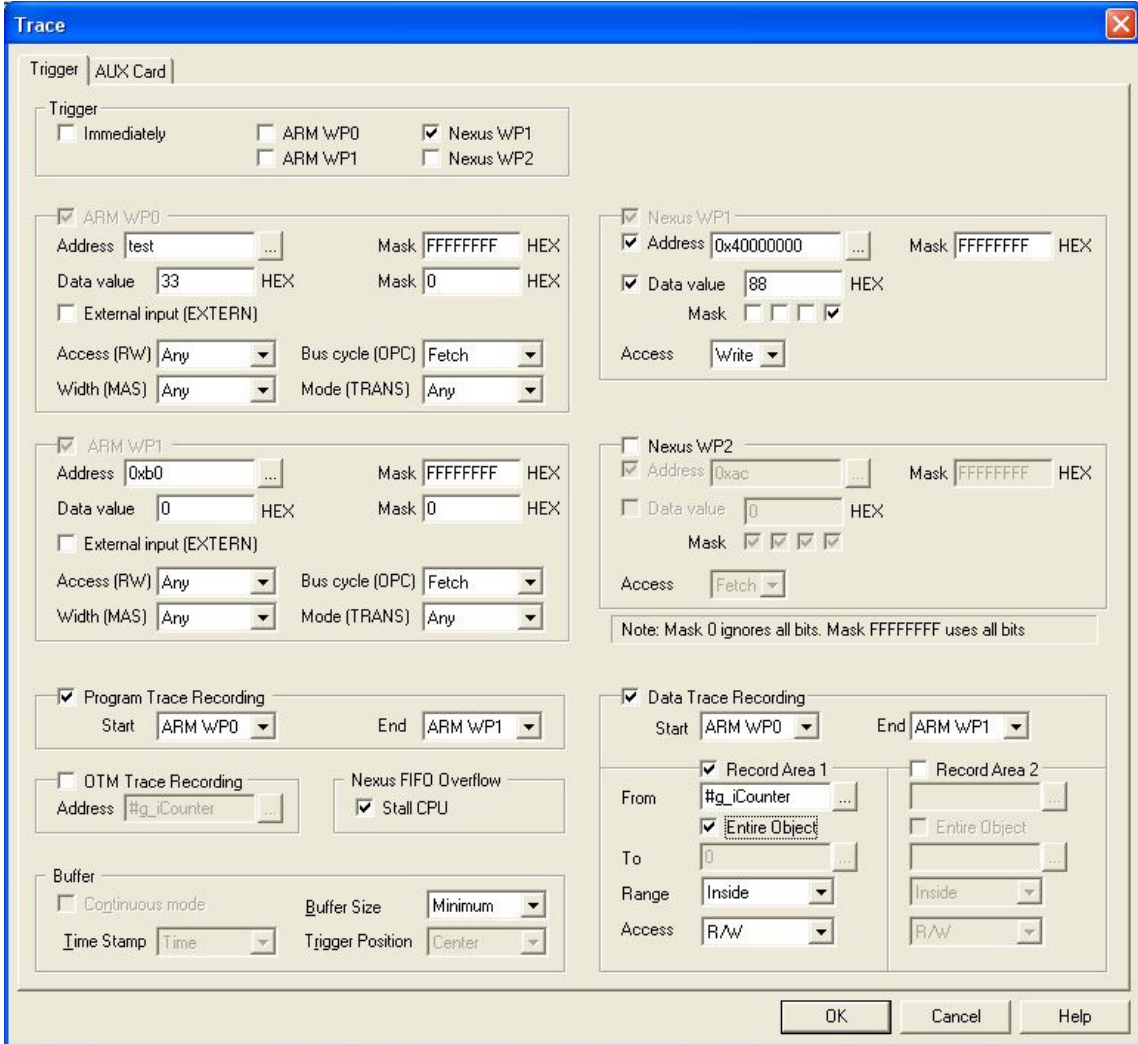 Trace
Trigger AUX Card
Trigger
Immediately ARM WP0 Nexus WP1
ARM WP1 Nexus WP2
ARM WP0
Address test ... Mask FFFFFFFF HEX
Data value 33 HEX Mask 0 HEX
External input (EXTERN)
Access (RW) Any Bus cycle (OPC) Fetch
Width (MAS) Any Mode (TRANS) Any
Nexus WP1
Address 0x40000000 ... Mask FFFFFFFF HEX
Data value 88 HEX
Mask
Access Write
ARM WP1
Address 0xb0 ... Mask FFFFFFFF HEX
Data value 0 HEX Mask 0 HEX
External input (EXTERN)
Access (RW) Any Bus cycle (OPC) Fetch
Width (MAS) Any Mode (TRANS) Any
Nexus WP2
Address 0xac ... Mask FFFFFFFF HEX
Data value 0 HEX
Mask
Access Fetch
Note: Mask 0 ignores all bits. Mask FFFFFFFF uses all bits
Program Trace Recording
Start ARM WP0 End ARM WP1
OTM Trace Recording
Address #g_iCounter ...
Nexus FIFO Overflow
Stall CPU
Buffer
Continuous mode Buffer Size Minimum
Time Stamp Time Trigger Position Center
Data Trace Recording
Start ARM WP0 End ARM WP1
Record Area 1 Record Area 2
From #g_iCounter ... ...
Entire Object Entire Object
To 0 ... ...
Range Inside Inside
Access R/W R/W
OK Cancel Help